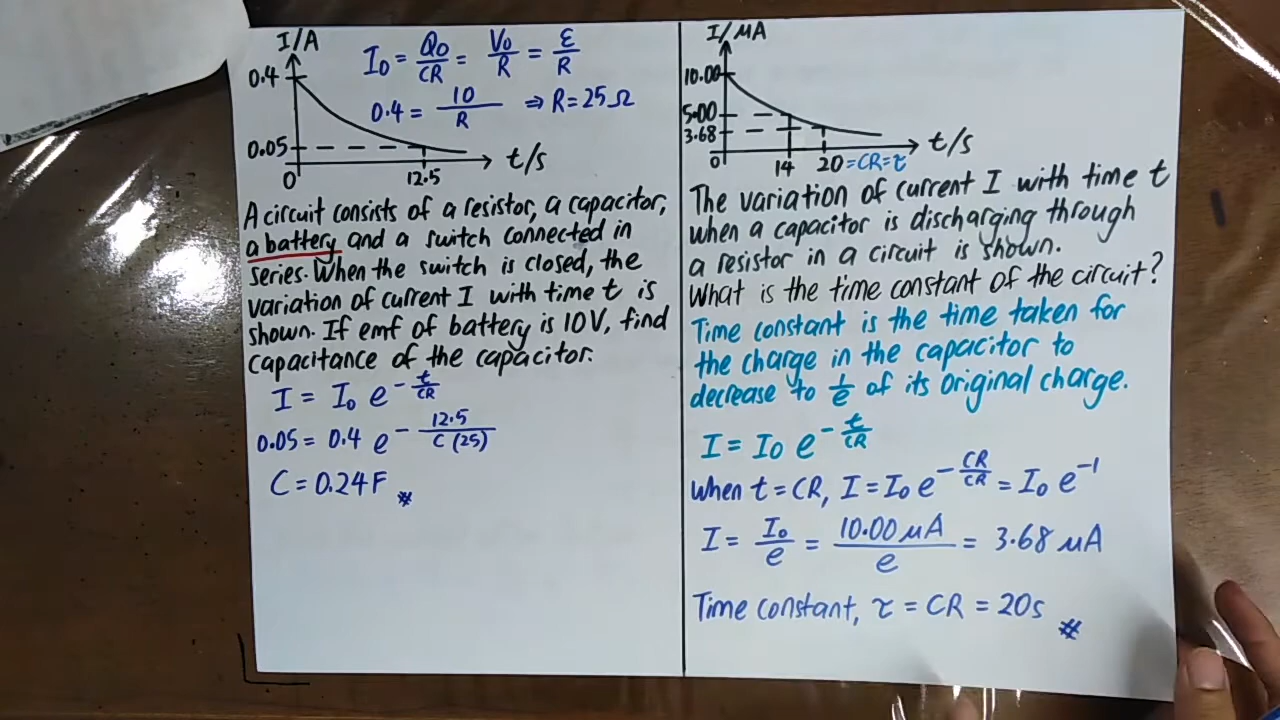 I/A
0.4
0.05
0
12.5
t/s
I₀ = Q₀/CR = V₀/R = ε/R
0.4 = 10/R ⇒ R = 25 Ω
A circuit consists of a resistor, a capacitor,
a battery and a switch connected in
series. When the switch is closed, the
variation of current I with time t is
shown. If emf of battery is 10V, find
capacitance of the capacitor.
I = I₀ e^(-t/CR)
0.05 = 0.4 e^(-12.5/C(25))
C = 0.24F #
I/μA
10.00
5.00
3.68
0
14
20 = CR = τ
t/s
The variation of current I with time t
when a capacitor is discharging through
a resistor in a circuit is shown.
What is the time constant of the circuit?
Time constant is the time taken for
the charge in the capacitor to
decrease to 1/e of its original charge.
I = I₀ e^(-t/CR)
When t = CR, I = I₀ e^(-CR/CR) = I₀ e^(-1)
I = I₀/e = 10.00 μA/e = 3.68 μA
Time constant, τ = CR = 20s #